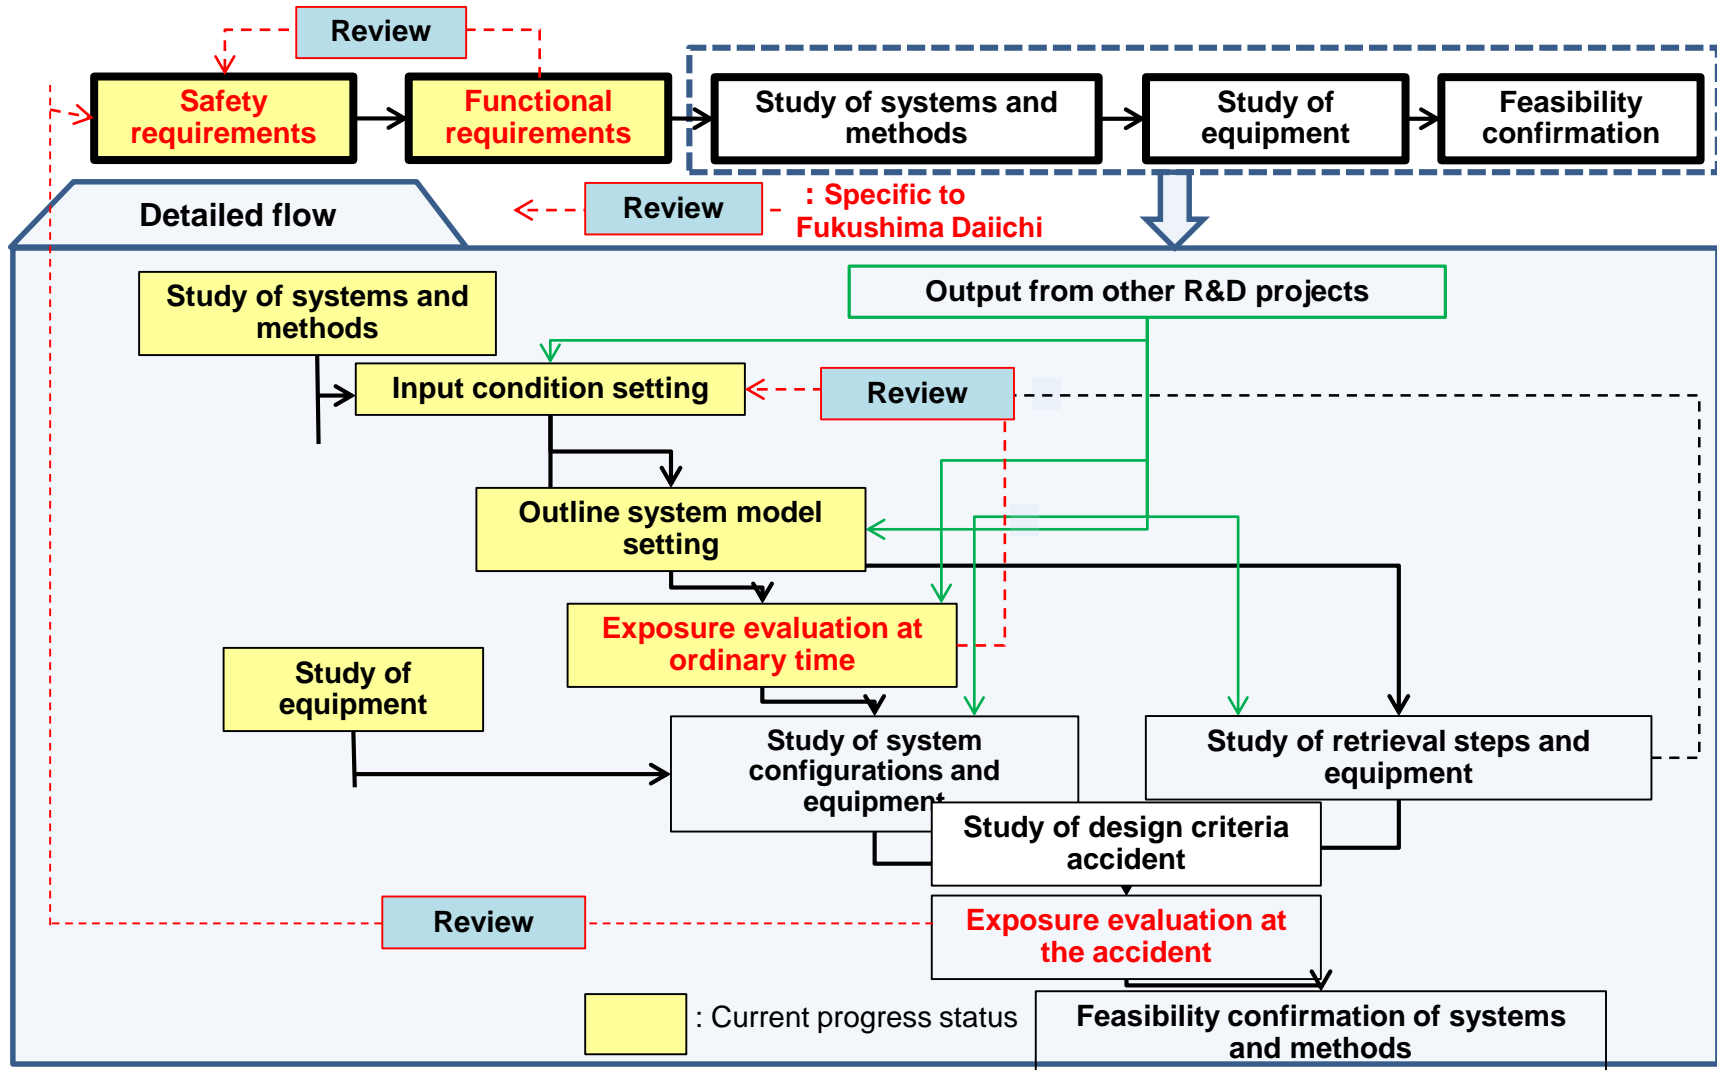 Review
Safety
requirements
Functional
requirements
Study of systems and
methods
Study of
equipment
Feasibility
confirmation
Detailed flow
Review
: Specific to
Fukushima Daiichi
Study of systems and
methods
Output from other R&D projects
Input condition setting
Review
Outline system model
setting
Exposure evaluation at
ordinary time
Study of
equipment
Study of system
configurations and
equipment
Study of retrieval steps and
equipment
Study of design criteria
accident
Review
Exposure evaluation at
the accident
: Current progress status
Feasibility confirmation of systems
and methods